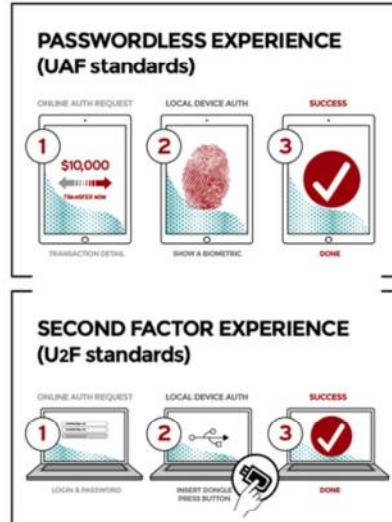 PASSWORDLESS EXPERIENCE
(UAF standards)
ONLINE AUTH REQUEST
LOCAL DEVICE AUTH
SUCCESS
1
2
3
$10,000
TRANSFER NOW
TRANSACTION DETAIL
SHOW A BIOMETRIC
DONE
SECOND FACTOR EXPERIENCE
(U2F standards)
ONLINE AUTH REQUEST
LOCAL DEVICE AUTH
SUCCESS
1
2
3
LOGIN & PASSWORD
INSERT DONGLE
PRESS BUTTON
DONE